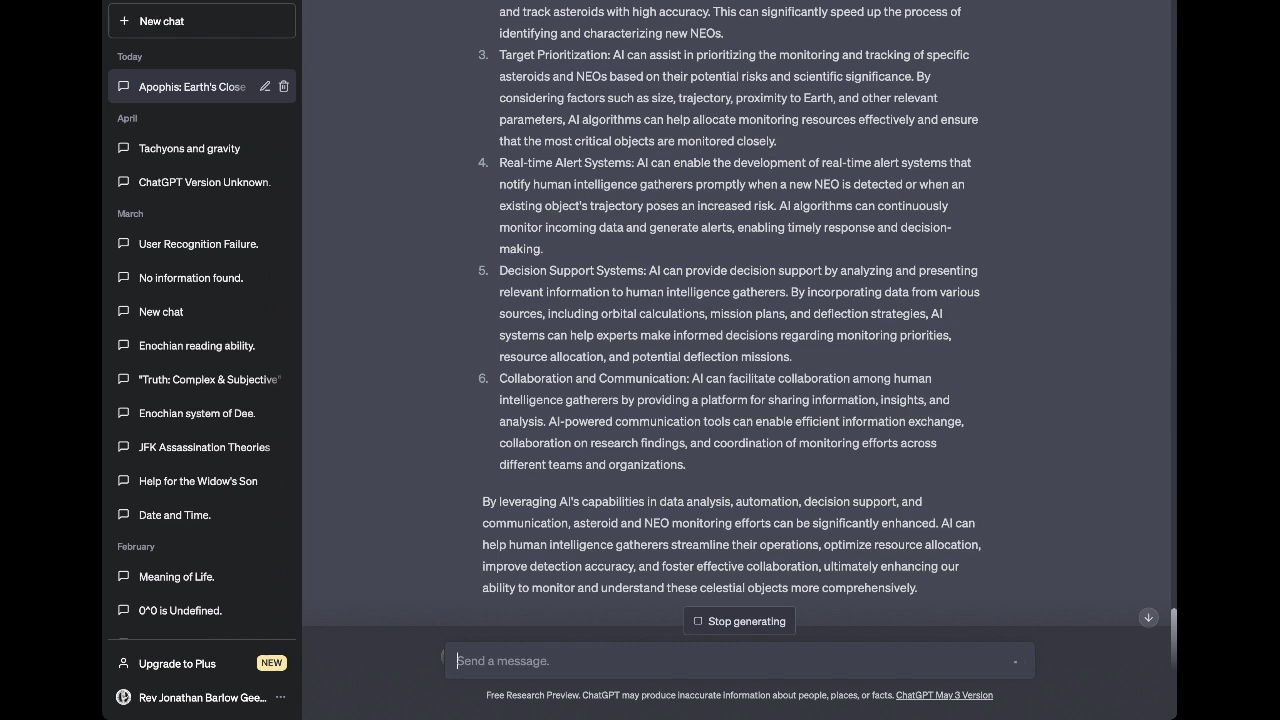 New chat
Today
Apophis: Earth's Close
April
Tachyons and gravity
ChatGPT Version Unknown.
March
User Recognition Failure.
No information found.
New chat
Enochian reading ability.
"Truth: Complex & Subjective"
Enochian system of Dee.
JFK Assassination Theories
Help for the Widow's Son
Date and Time.
February
Meaning of Life.
0^0 is Undefined.
Upgrade to Plus
NEW
Rev Jonathan Barlow Gee...
and track asteroids with high accuracy. This can significantly speed up the process of
identifying and characterizing new NEOs.
3. Target Prioritization: AI can assist in prioritizing the monitoring and tracking of specific
asteroids and NEOs based on their potential risks and scientific significance. By
considering factors such as size, trajectory, proximity to Earth, and other relevant
parameters, AI algorithms can help allocate monitoring resources effectively and ensure
that the most critical objects are monitored closely.
4. Real-time Alert Systems: AI can enable the development of real-time alert systems that
notify human intelligence gatherers promptly when a new NEO is detected or when an
existing object's trajectory poses an increased risk. AI algorithms can continuously
monitor incoming data and generate alerts, enabling timely response and decision-
making.
5. Decision Support Systems: AI can provide decision support by analyzing and presenting
relevant information to human intelligence gatherers. By incorporating data from various
sources, including orbital calculations, mission plans, and deflection strategies, AI
systems can help experts make informed decisions regarding monitoring priorities,
resource allocation, and potential deflection missions.
6. Collaboration and Communication: AI can facilitate collaboration among human
intelligence gatherers by providing a platform for sharing information, insights, and
analysis. AI-powered communication tools can enable efficient information exchange,
collaboration on research findings, and coordination of monitoring efforts across
different teams and organizations.
By leveraging AI's capabilities in data analysis, automation, decision support, and
communication, asteroid and NEO monitoring efforts can be significantly enhanced. AI can
help human intelligence gatherers streamline their operations, optimize resource allocation,
improve detection accuracy, and foster effective collaboration, ultimately enhancing our
ability to monitor and understand these celestial objects more comprehensively.
Stop generating
Send a message.
Free Research Preview. ChatGPT may produce inaccurate information about people, places, or facts. ChatGPT May 3 Version